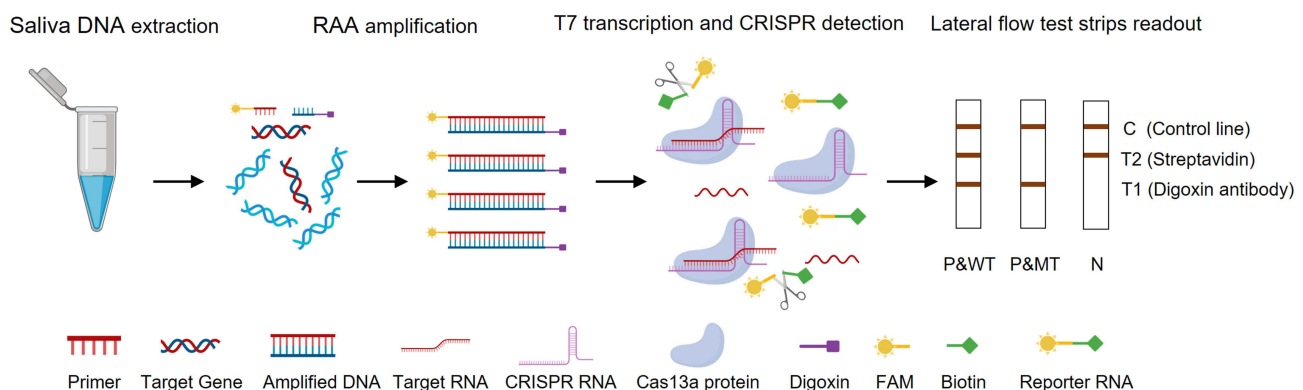 Saliva DNA extraction
RAA amplification
T7 transcription and CRISPR detection
Lateral flow test strips readout
C (Control line)
T2 (Streptavidin)
T1 (Digoxin antibody)
P&WT P&MT N
Primer Target Gene Amplified DNA Target RNA CRISPR RNA Cas13a protein Digoxin FAM Biotin Reporter RNA